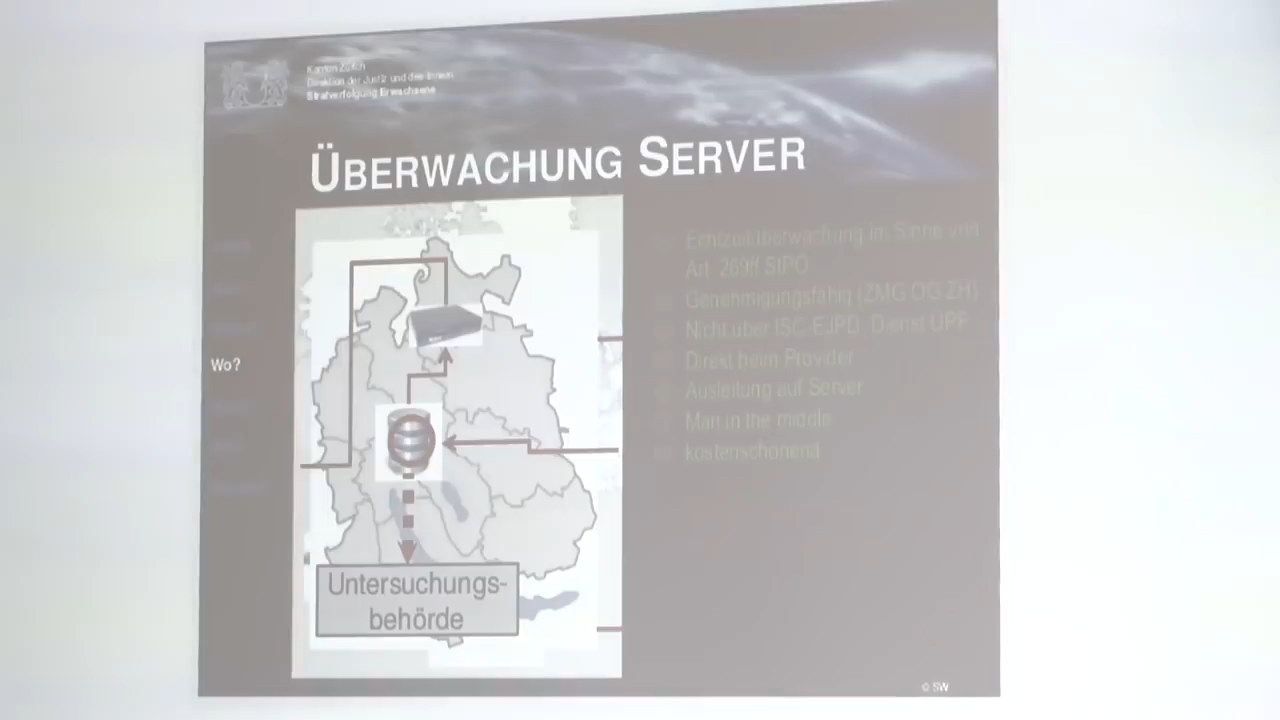 Kanton Zürich
Direktion der Justiz und des Innern
Strafverfolgung Erwachsene
ÜBERWACHUNG SERVER
Echtzeitüberwachung im Sinne von
Art. 269ff StPO
Genehmigungsfähig (ZMG OG ZH)
Nicht über ISC EJPD, Dienst ÜPF
Wo?
Direkt beim Provider
Ausleitung auf Server
Man in the middle
kostenschonend
Untersuchungs-
behörde
© SW